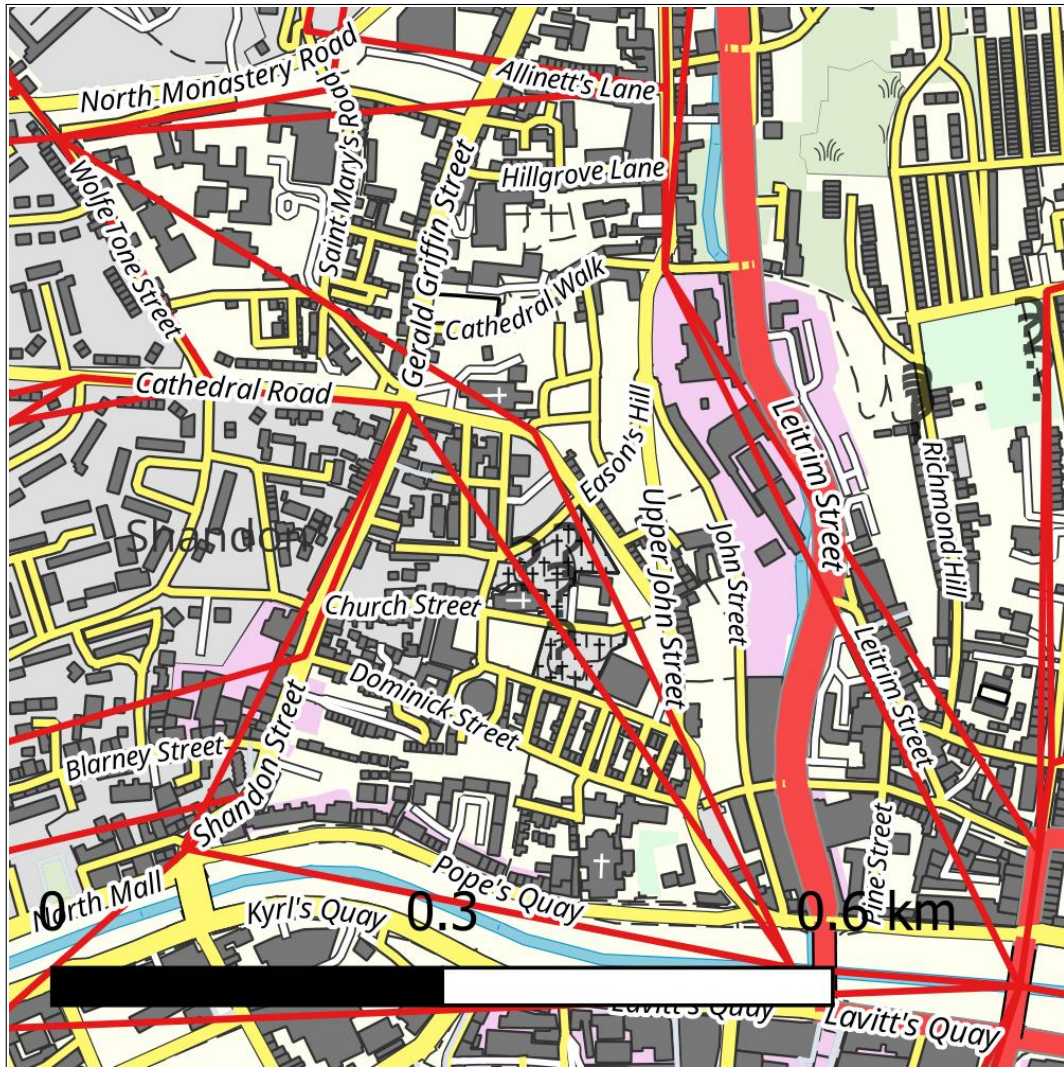 North Monastery Road
Allinett's Lane
Hillgrove Lane
Wolfe Tone Street
Saint Mary's Road
Gerald Griffin Street
Cathedral Walk
Cathedral Road
Eason's Hill
Leitrim Street
Richmond Hill
Shandon
Upper John Street
John Street
Church Street
Leitrim Street
Dominick Street
Blarney Street
Shandon Street
Pine Street
Pope's Quay
North Mall
Kyrl's Quay
0 0.3 0.6 km
Lavitt's Quay
Lavitt's Quay